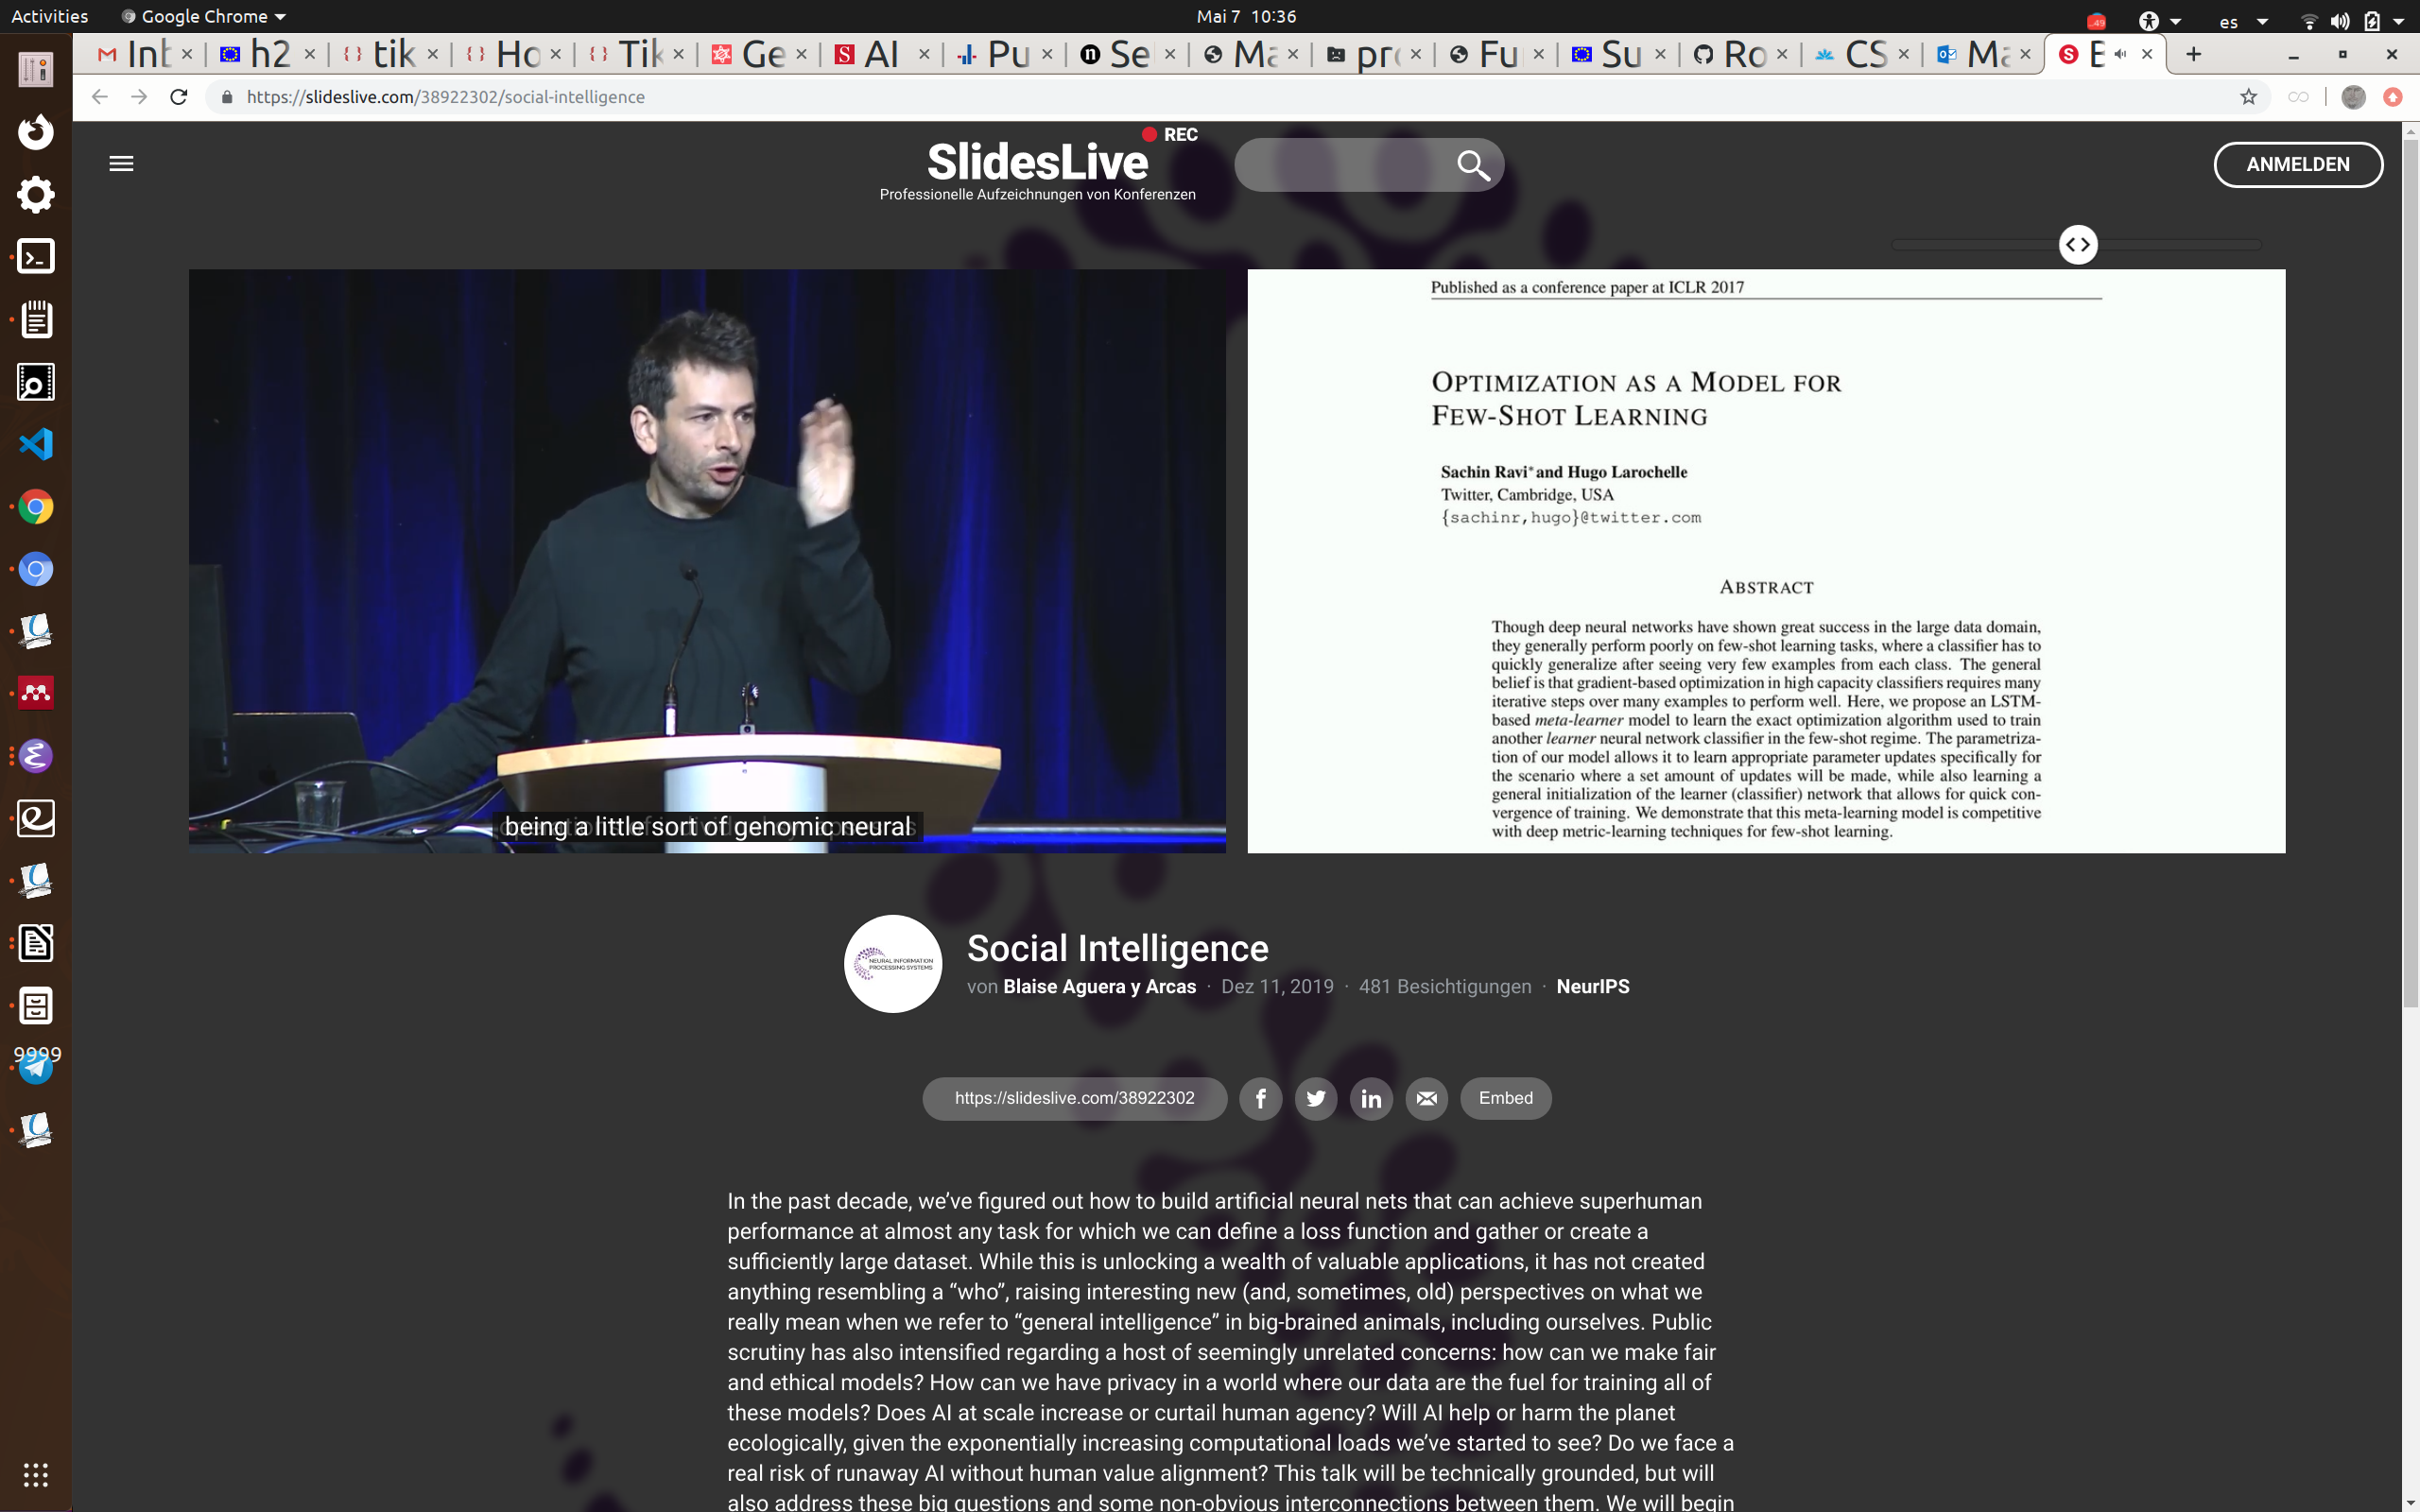 Activities
Google Chrome
Mai 7 10:36
es
Inb
h2
tik
Ho
Tik
Ge
AI
Pu
Se
Ma
pro
Fu
Su
Ro
CS
Ma
https://slideslive.com/38922302/social-intelligence
REC
SlidesLive
Professionelle Aufzeichnungen von Konferenzen
ANMELDEN
being a little sort of genomic neural
Published as a conference paper at ICLR 2017
OPTIMIZATION AS A MODEL FOR
FEW-SHOT LEARNING
Sachin Ravi* and Hugo Larochelle
Twitter, Cambridge, USA
{sachinr,hugo}@twitter.com
ABSTRACT
Though deep neural networks have shown great success in the large data domain,
they generally perform poorly on few-shot learning tasks, where a classifier has to
quickly generalize after seeing very few examples from each class. The general
belief is that gradient-based optimization in high capacity classifiers requires many
iterative steps over many examples to perform well. Here, we propose an LSTM-
based meta-learner model to learn the exact optimization algorithm used to train
another learner neural network classifier in the few-shot regime. The parametriza-
tion of our model allows it to learn appropriate parameter updates specifically for
the scenario where a set amount of updates will be made, while also learning a
general initialization of the learner (classifier) network that allows for quick con-
vergence of training. We demonstrate that this meta-learning model is competitive
with deep metric-learning techniques for few-shot learning.
NEURAL INFORMATION
PROCESSING SYSTEMS
Social Intelligence
von Blaise Aguera y Arcas · Dez 11, 2019 · 481 Besichtigungen · NeurIPS
9999
https://slideslive.com/38922302
Embed
In the past decade, we’ve figured out how to build artificial neural nets that can achieve superhuman
performance at almost any task for which we can define a loss function and gather or create a
sufficiently large dataset. While this is unlocking a wealth of valuable applications, it has not created
anything resembling a “who”, raising interesting new (and, sometimes, old) perspectives on what we
really mean when we refer to “general intelligence” in big-brained animals, including ourselves. Public
scrutiny has also intensified regarding a host of seemingly unrelated concerns: how can we make fair
and ethical models? How can we have privacy in a world where our data are the fuel for training all of
these models? Does AI at scale increase or curtail human agency? Will AI help or harm the planet
ecologically, given the exponentially increasing computational loads we’ve started to see? Do we face a
real risk of runaway AI without human value alignment? This talk will be technically grounded, but will
also address these big questions and some non-obvious interconnections between them. We will begin